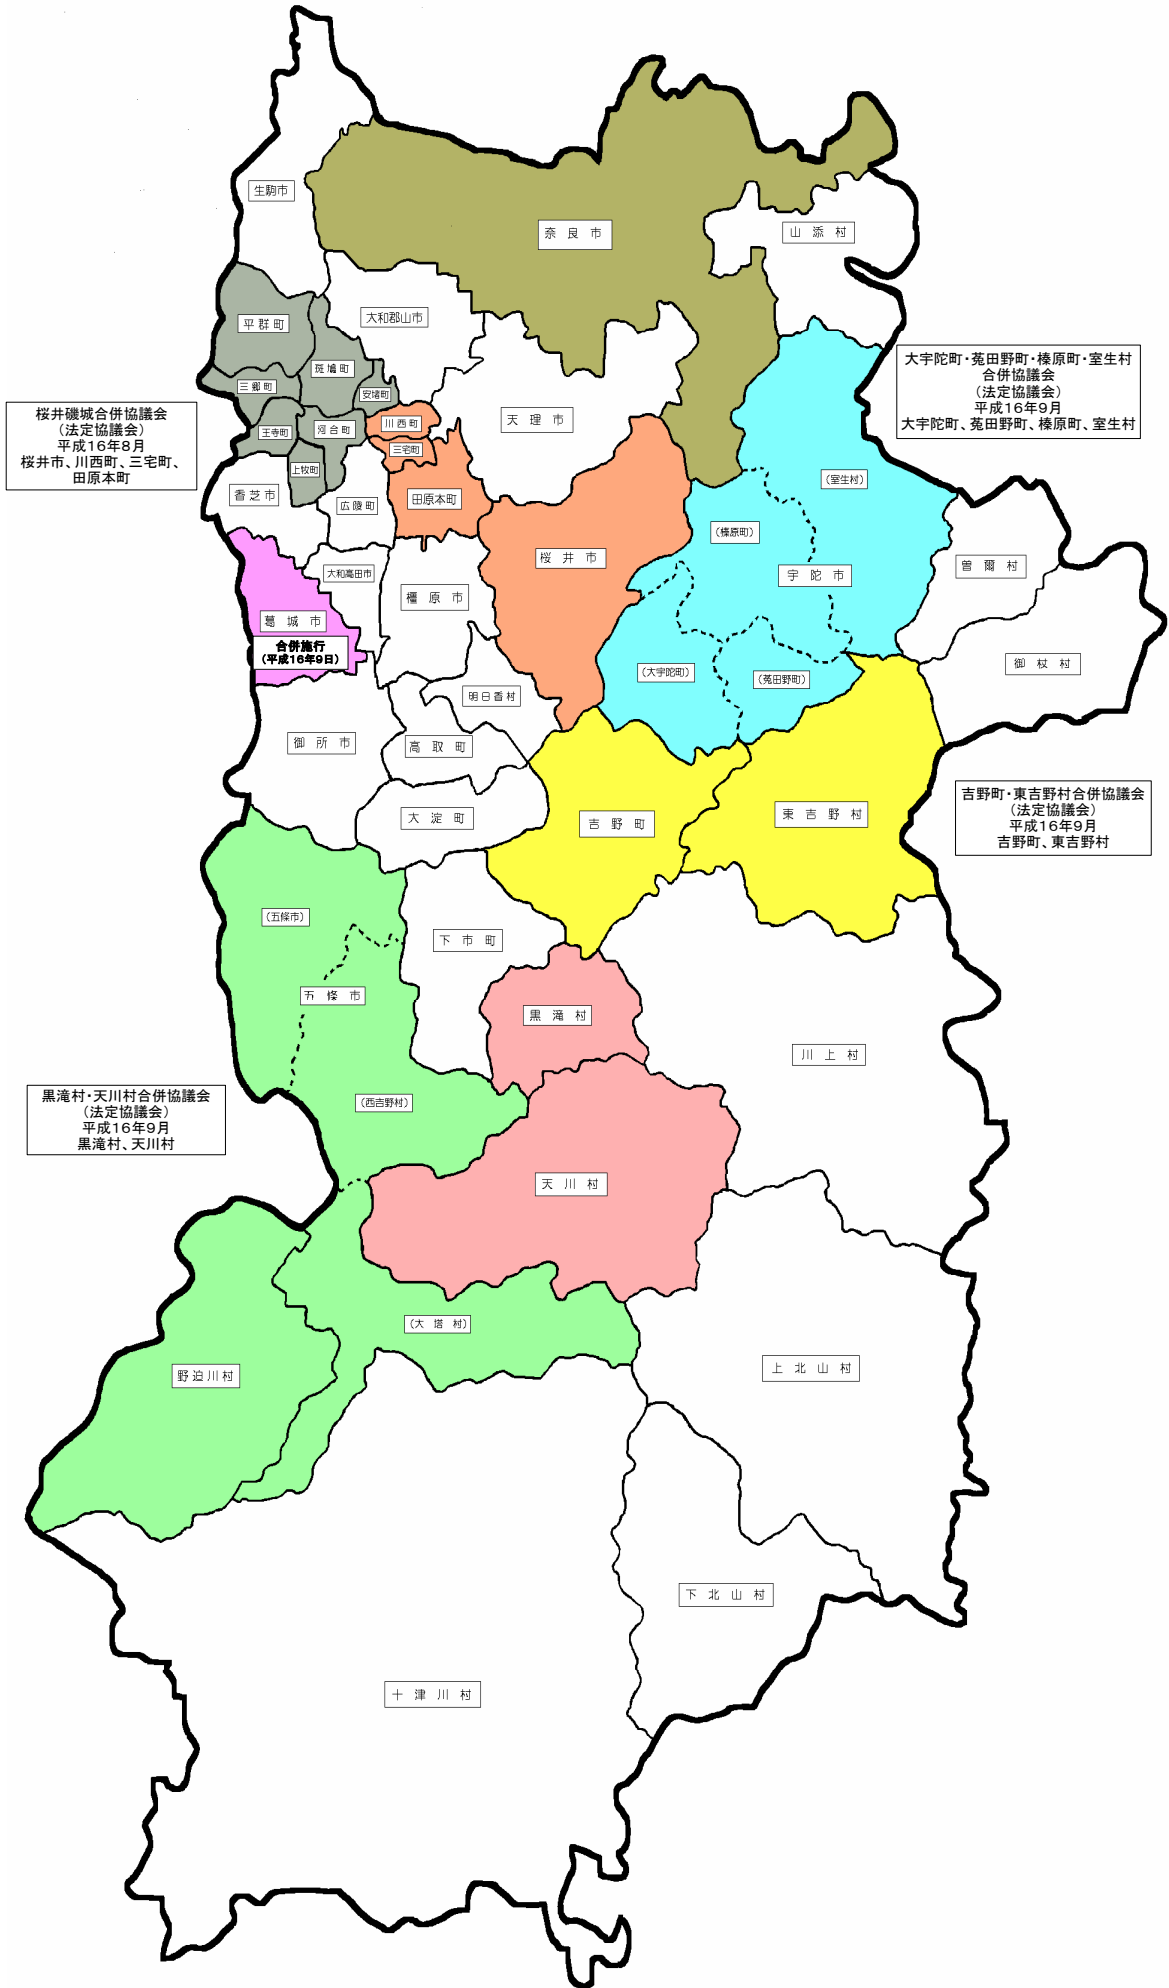 生駒市
奈良市
山添村
平群町
大和郡山市
斑鳩町
三郷町
安堵町
大宇陀町・菟田野町・榛原町・室生村
合併協議会
(法定協議会)
平成16年9月
大宇陀町、菟田野町、榛原町、室生村
桜井磯城合併協議会
(法定協議会)
平成16年8月
桜井市、川西町、三宅町、
田原本町
川西町
天理市
王寺町
河合町
三宅町
上牧町
香芝市
広陵町
田原本町
(室生村)
(榛原町)
桜井市
大和高田市
橿原市
宇陀市
曽爾村
葛城市
合併施行
(平成16年9日)
御杖村
(大宇陀町)
(菟田野町)
明日香村
御所市
高取町
大淀町
吉野町
東吉野村
吉野町・東吉野村合併協議会
(法定協議会)
平成16年9月
吉野町、東吉野村
(五條市)
下市町
五條市
黒滝村
川上村
黒滝村・天川村合併協議会
(法定協議会)
平成16年9月
黒滝村、天川村
(西吉野村)
天川村
(大塔村)
野迫川村
上北山村
下北山村
十津川村